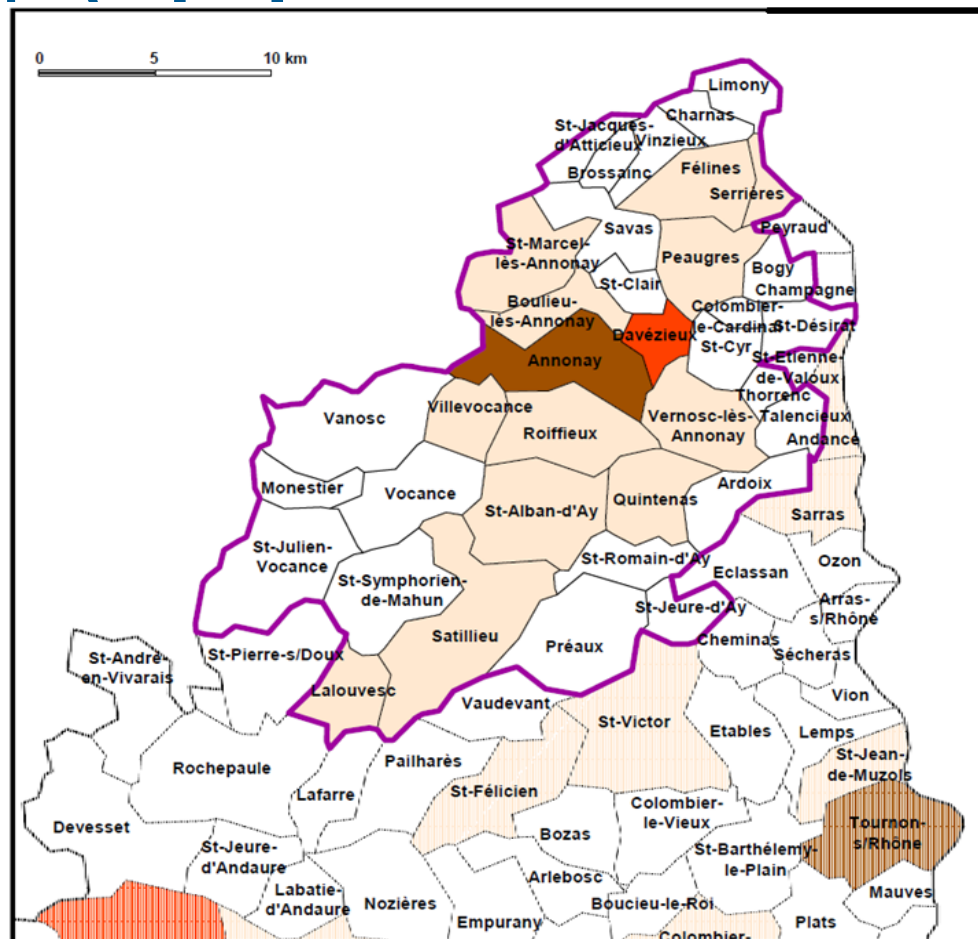 0 5 10 km
Limony
Charnas
St-Jacques-
d'Atticieux
Vinzieux
Brossainc
Félines
Serrières
Savas
Peyraud
St-Marcel-
lès-Annonay
Peaugres
Bogy
St-Clair
Champagne
Boulieu-
lès-Annonay
Colombier-
le-Cardinal
Davézieux
St-Désirat
St-Cyr
Annonay
St-Etienne-
de-Valoux
Thorrenc
Vanosc
Villevocance
Vernosc-lès-
Annonay
Talencieux
Roiffieux
Andance
Monestier
Vocance
Ardoix
Quintenas
St-Alban-d'Ay
Sarras
St-Julien-
Vocance
St-Romain-d'Ay
Ozon
Eclassan
St-Symphorien-
de-Mahun
Arras-
s/Rhône
St-Jeure-d'Ay
Satillieu
Cheminas
Préaux
Sécheras
St-Pierre-s/Doux
St-André-
en-Vivarais
Lalouvesc
Vion
Vaudevant
St-Victor
Etables
Lemps
St-Jean-
de-Muzols
Pailharès
Rochepaule
St-Félicien
Lafarre
Colombier-
le-Vieux
Devesset
Tournon-
s/Rhône
Bozas
St-Jeure-
d'Andaure
St-Barthélemy-
le-Plain
Arlebosc
Labatie-
d'Andaure
Mauves
Nozières
Boucieu-le-Roi
Empurany
Plats
Colombier-